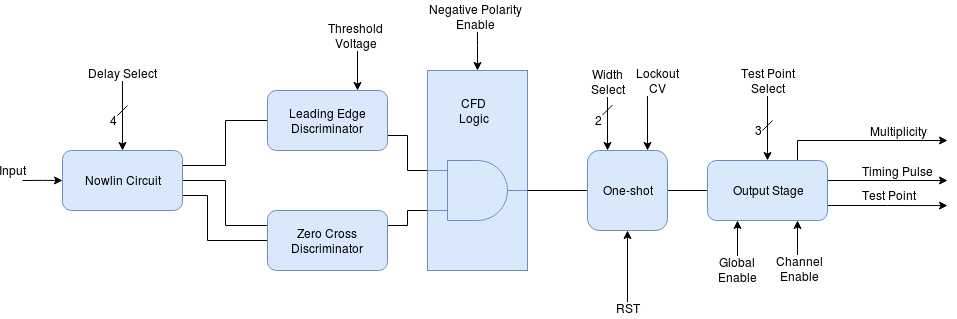 Negative Polarity
Enable
Threshold
Voltage
Delay Select
4
Width
Select
2
Lockout
CV
Test Point
Select
3
Input
Nowlin Circuit
Leading Edge
Discriminator
Zero Cross
Discriminator
CFD
Logic
One-shot
RST
Output Stage
Multiplicity
Timing Pulse
Test Point
Global
Enable
Channel
Enable